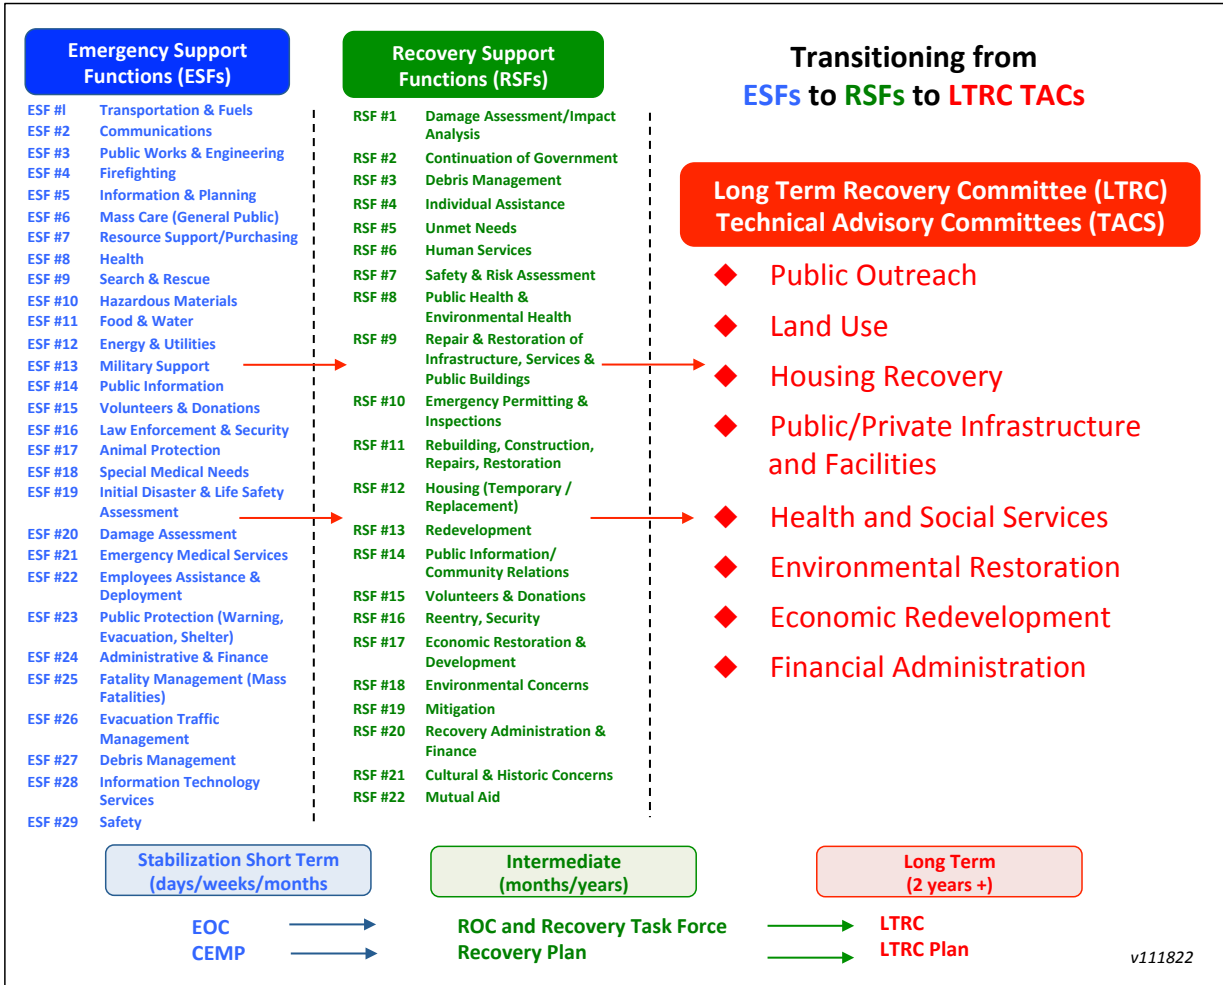 Emergency Support
Functions (ESFs)
ESF #I Transportation & Fuels
ESF #2 Communications
ESF #3 Public Works & Engineering
ESF #4 Firefighting
ESF #5 Information & Planning
ESF #6 Mass Care (General Public)
ESF #7 Resource Support/Purchasing
ESF #8 Health
ESF #9 Search & Rescue
ESF #10 Hazardous Materials
ESF #11 Food & Water
ESF #12 Energy & Utilities
ESF #13 Military Support
ESF #14 Public Information
ESF #15 Volunteers & Donations
ESF #16 Law Enforcement & Security
ESF #17 Animal Protection
ESF #18 Special Medical Needs
ESF #19 Initial Disaster & Life Safety
Assessment
ESF #20 Damage Assessment
ESF #21 Emergency Medical Services
ESF #22 Employees Assistance &
Deployment
ESF #23 Public Protection (Warning,
Evacuation, Shelter)
ESF #24 Administrative & Finance
ESF #25 Fatality Management (Mass
Fatalities)
ESF #26 Evacuation Traffic
Management
ESF #27 Debris Management
ESF #28 Information Technology
Services
ESF #29 Safety
Recovery Support
Functions (RSFs)
RSF #1 Damage Assessment/Impact
Analysis
RSF #2 Continuation of Government
RSF #3 Debris Management
RSF #4 Individual Assistance
RSF #5 Unmet Needs
RSF #6 Human Services
RSF #7 Safety & Risk Assessment
RSF #8 Public Health &
Environmental Health
RSF #9 Repair & Restoration of
Infrastructure, Services &
Public Buildings
RSF #10 Emergency Permitting &
Inspections
RSF #11 Rebuilding, Construction,
Repairs, Restoration
RSF #12 Housing (Temporary /
Replacement)
RSF #13 Redevelopment
RSF #14 Public Information/
Community Relations
RSF #15 Volunteers & Donations
RSF #16 Reentry, Security
RSF #17 Economic Restoration &
Development
RSF #18 Environmental Concerns
RSF #19 Mitigation
RSF #20 Recovery Administration &
Finance
RSF #21 Cultural & Historic Concerns
RSF #22 Mutual Aid
Transitioning from
ESFs to RSFs to LTRC TACs
Long Term Recovery Committee (LTRC)
Technical Advisory Committees (TACS)
Public Outreach
Land Use
Housing Recovery
Public/Private Infrastructure
and Facilities
Health and Social Services
Environmental Restoration
Economic Redevelopment
Financial Administration
Stabilization Short Term
(days/weeks/months
Intermediate
(months/years)
Long Term
(2 years +)
EOC
CEMP
ROC and Recovery Task Force
Recovery Plan
LTRC
LTRC Plan
v111822